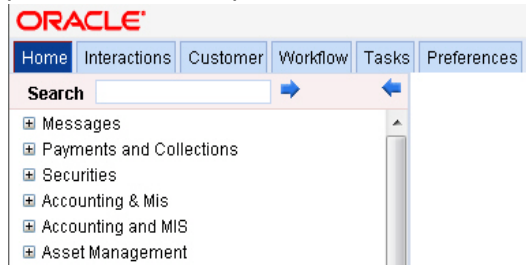 ORACLE
Home Interactions Customer Workflow Tasks Preferences
Search
Messages
Payments and Collections
Securities
Accounting & Mis
Accounting and MIS
Asset Management